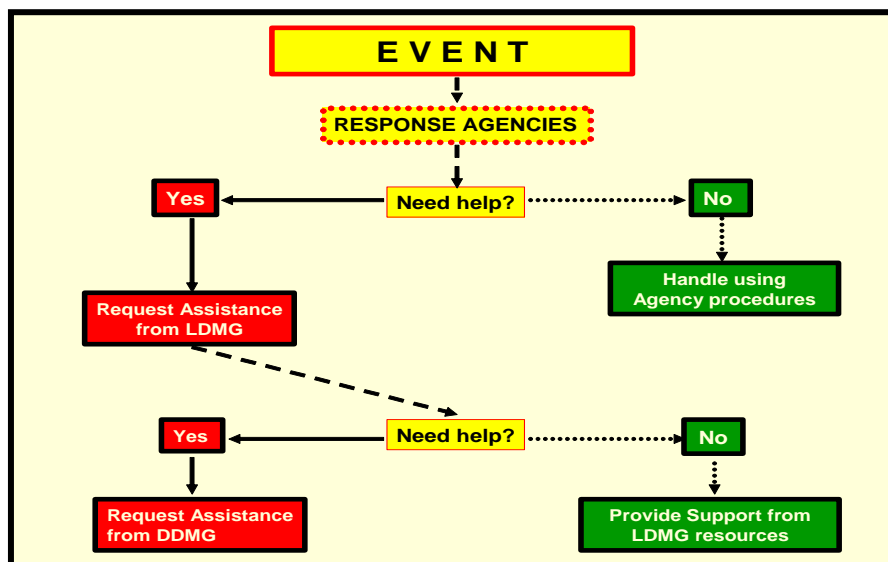 E V E N T
RESPONSE AGENCIES
Yes
Need help?
No
Handle using
Agency procedures
Request Assistance
from LDMG
Yes
Need help?
No
Request Assistance
from DDMG
Provide Support from
LDMG resources